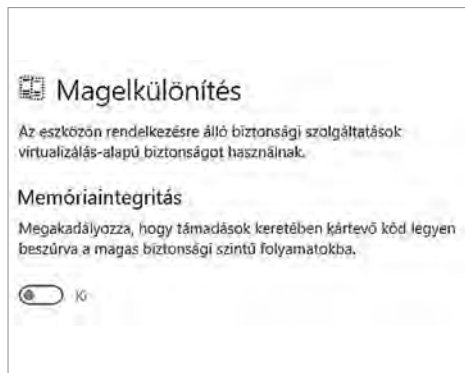 Magelkülönítés
Az eszközön rendelkezésre álló biztonsági szolgáltatások
virtualizálás-alapú biztonságot használnak.
Memóriaintegritás
Megakadályozza, hogy támadások keretében kártevő kód legyen
beszúrva a magas biztonsági szintű folyamatokba.
Ki